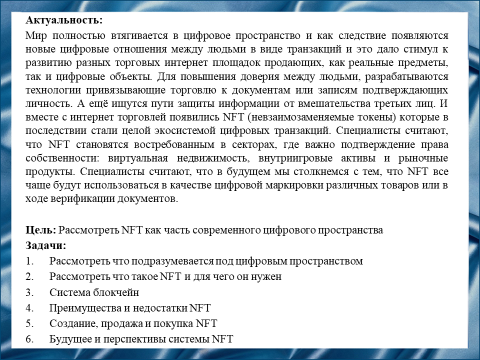 Актуальность:
Мир полностью втягивается в цифровое пространство и как следствие появляются
новые цифровые отношения между людьми в виде транзакций и это дало стимул к
развитию разных торговых интернет площадок продающих, как реальные предметы,
так и цифровые объекты. Для повышения доверия между людьми, разрабатываются
технологии привязывающие торговлю к документам или записям подтверждающих
личность. А ещё ищутся пути защиты информации от вмешательства третьих лиц. И
вместе с интернет торговлей появились NFT (невзаимозаменяемые токены) которые в
последствии стали целой экосистемой цифровых транзакций. Специалисты считают,
что NFT становятся востребованным в секторах, где важно подтверждение права
собственности: виртуальная недвижимость, внутриигровые активы и рыночные
продукты. Специалисты считают, что в будущем мы столкнемся с тем, что NFT все
чаще будут использоваться в качестве цифровой маркировки различных товаров или в
ходе верификации документов.
Цель: Рассмотреть NFT как часть современного цифрового пространства
Задачи:
1. Рассмотреть что подразумевается под цифровым пространством
2. Рассмотреть что такое NFT и для чего он нужен
3. Система блокчейн
4. Преимущества и недостатки NFT
5. Создание, продажа и покупка NFT
6. Будущее и перспективы системы NFT